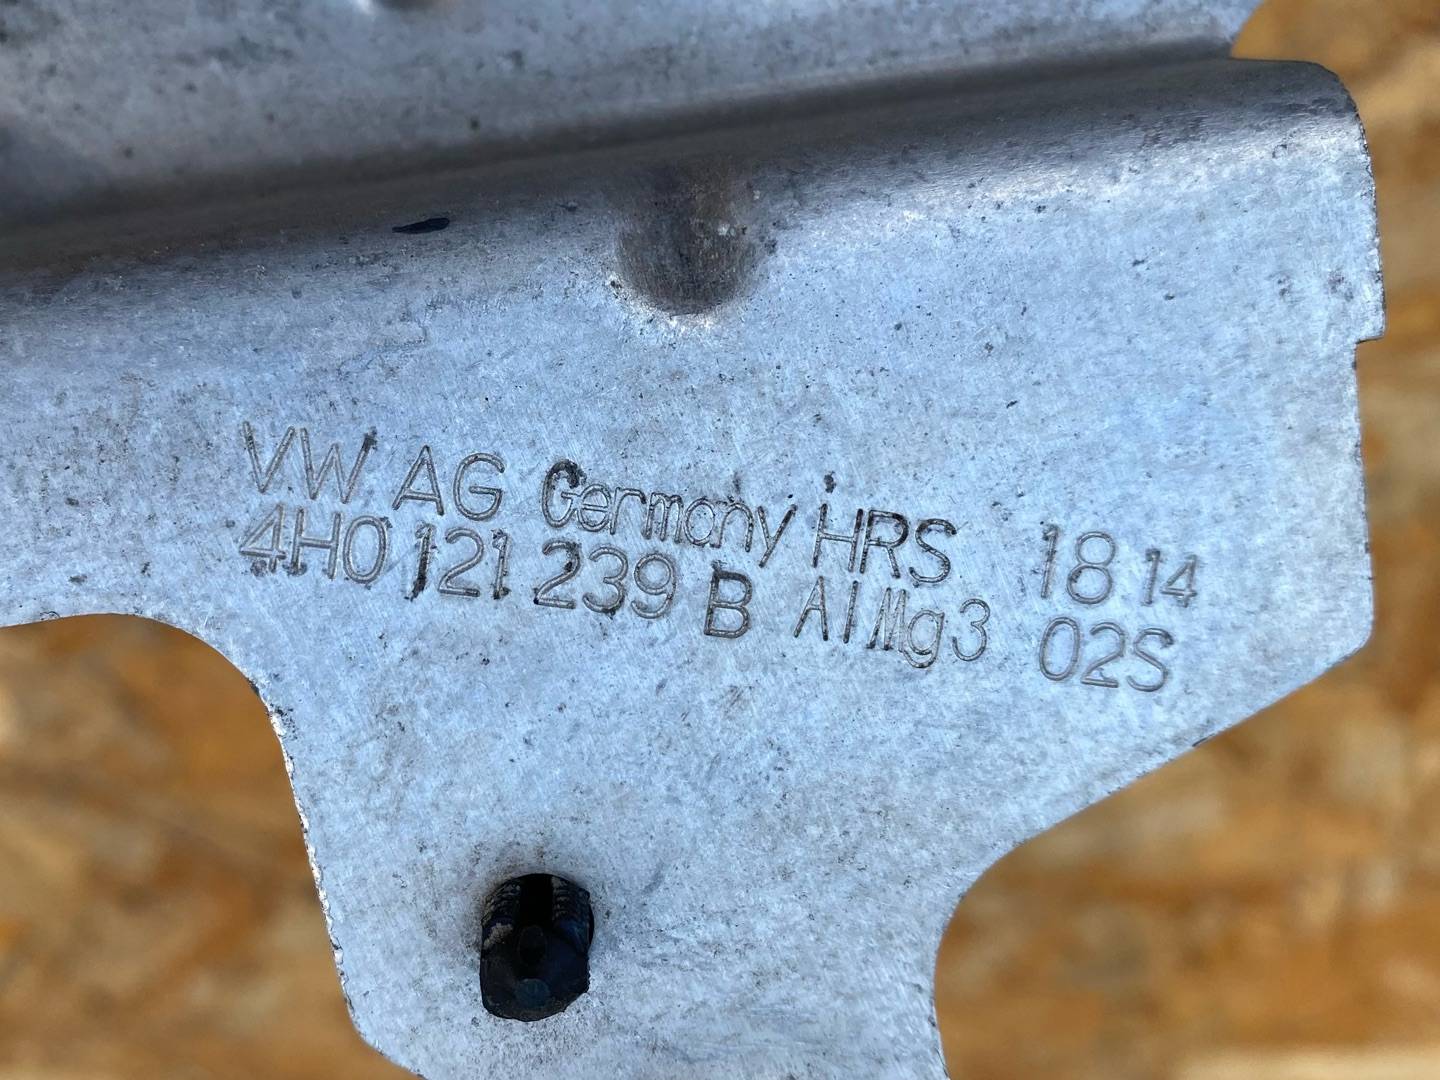 VW AG Germany HRS 18 14
4H0 121 239 B AlMg3 02S